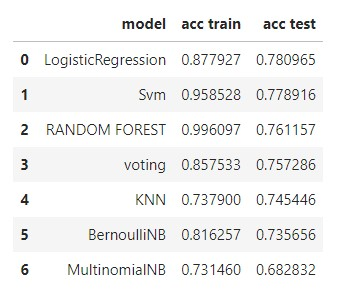 model acc train acc test
0 LogisticRegression 0.877927 0.780965
1 Svm 0.958528 0.778916
2 RANDOM FOREST 0.996097 0.761157
3 voting 0.857533 0.757286
4 KNN 0.737900 0.745446
5 BernoulliNB 0.816257 0.735656
6 MultinomialNB 0.731460 0.682832